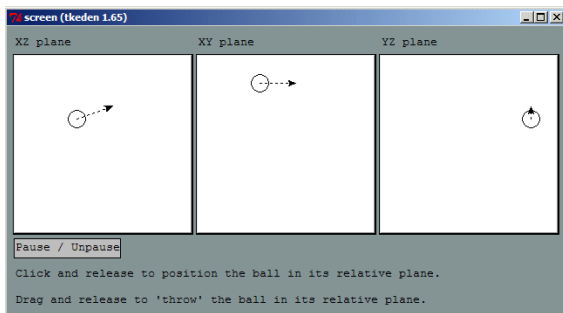 screen (tkeden 1.65)
XZ plane XY plane YZ plane
Pause / Unpause
Click and release to position the ball in its relative plane.
Drag and release to 'throw' the ball in its relative plane.